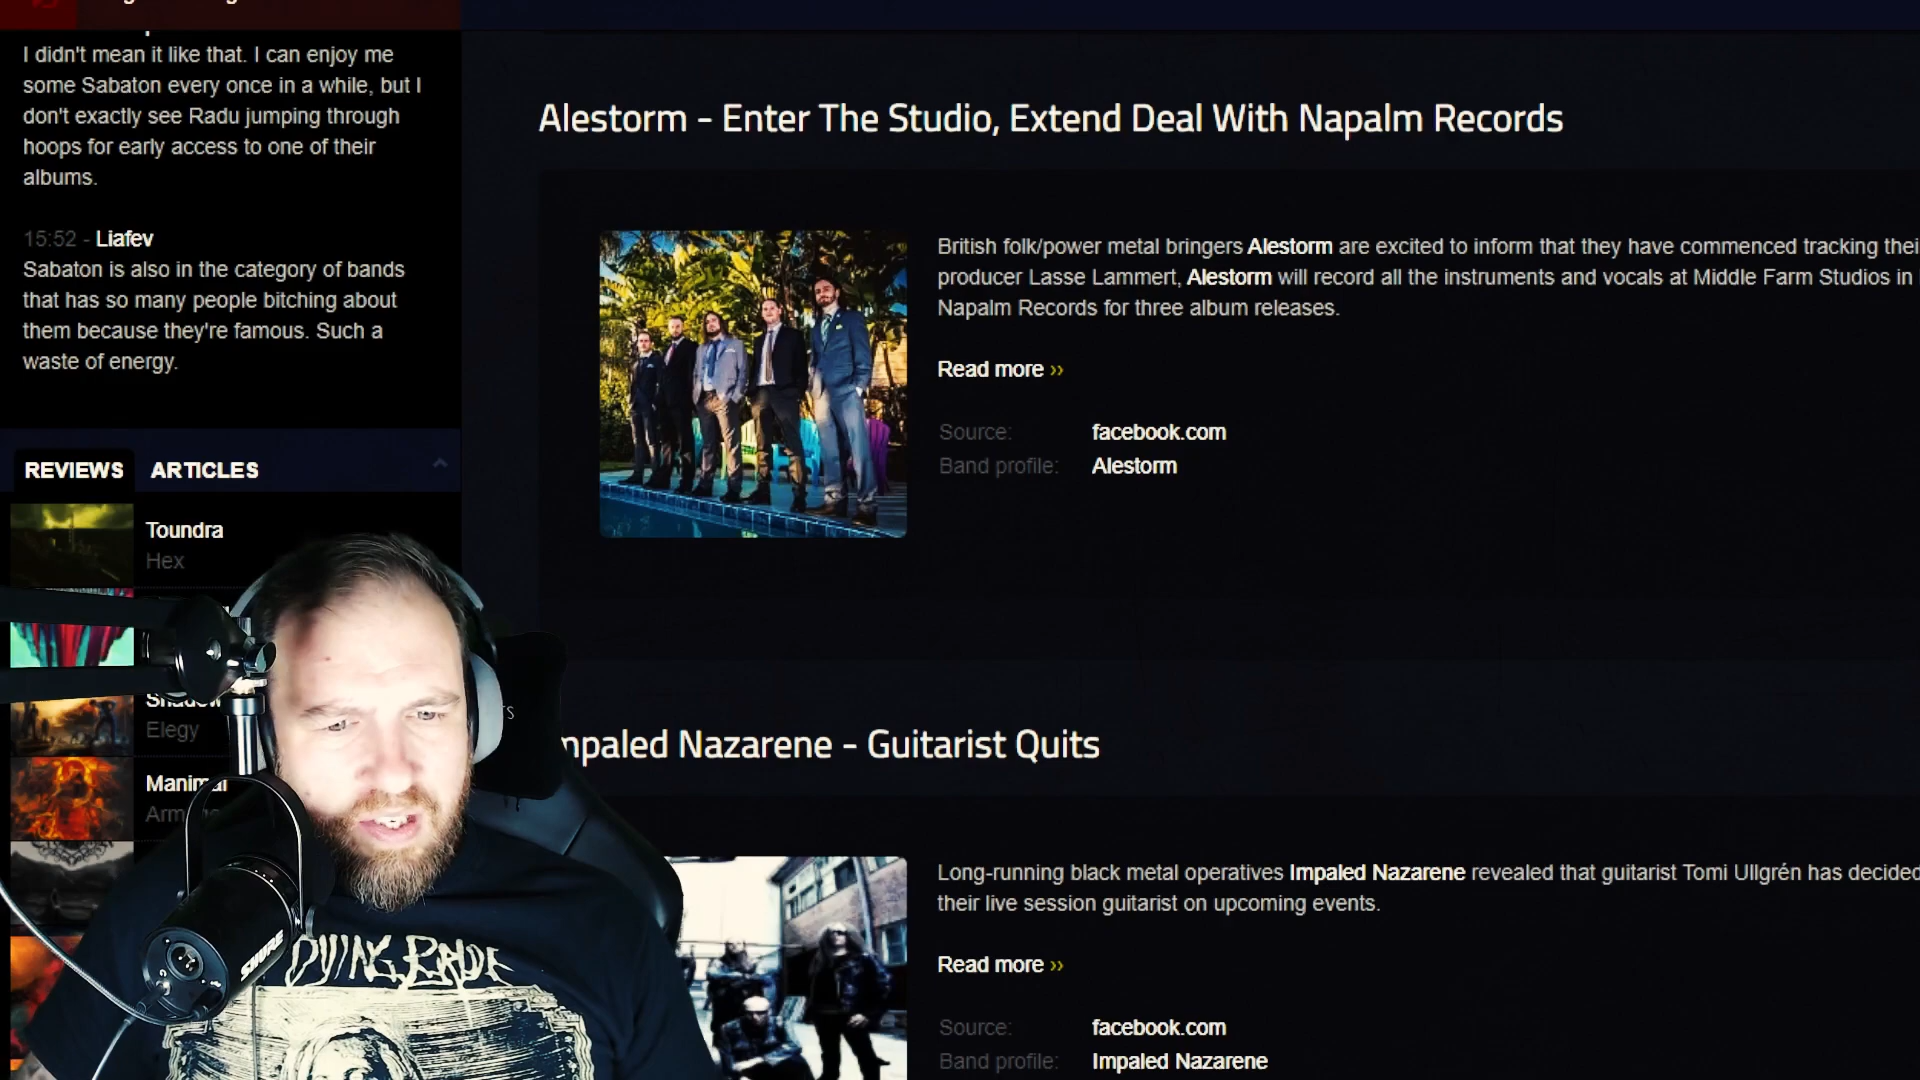 I didn't mean it like that. I can enjoy me
some Sabaton every once in a while, but I
don't exactly see Radu jumping through
hoops for early access to one of their
albums.
15:52 - Liafev
Sabaton is also in the category of bands
that has so many people bitching about
them because they're famous. Such a
waste of energy.
REVIEWS ARTICLES
Toundra
Hex
Elegy
Manimal
Alestorm - Enter The Studio, Extend Deal With Napalm Records
British folk/power metal bringers Alestorm are excited to inform that they have commenced tracking thei
producer Lasse Lammert, Alestorm will record all the instruments and vocals at Middle Farm Studios in
Napalm Records for three album releases.
Read more ››
Source: facebook.com
Band profile: Alestorm
mpaled Nazarene - Guitarist Quits
Long-running black metal operatives Impaled Nazarene revealed that guitarist Tomi Ullgrén has decided
their live session guitarist on upcoming events.
Read more ››
Source: facebook.com
Band profile: Impaled Nazarene
SHURE
MY DYING BRIDE